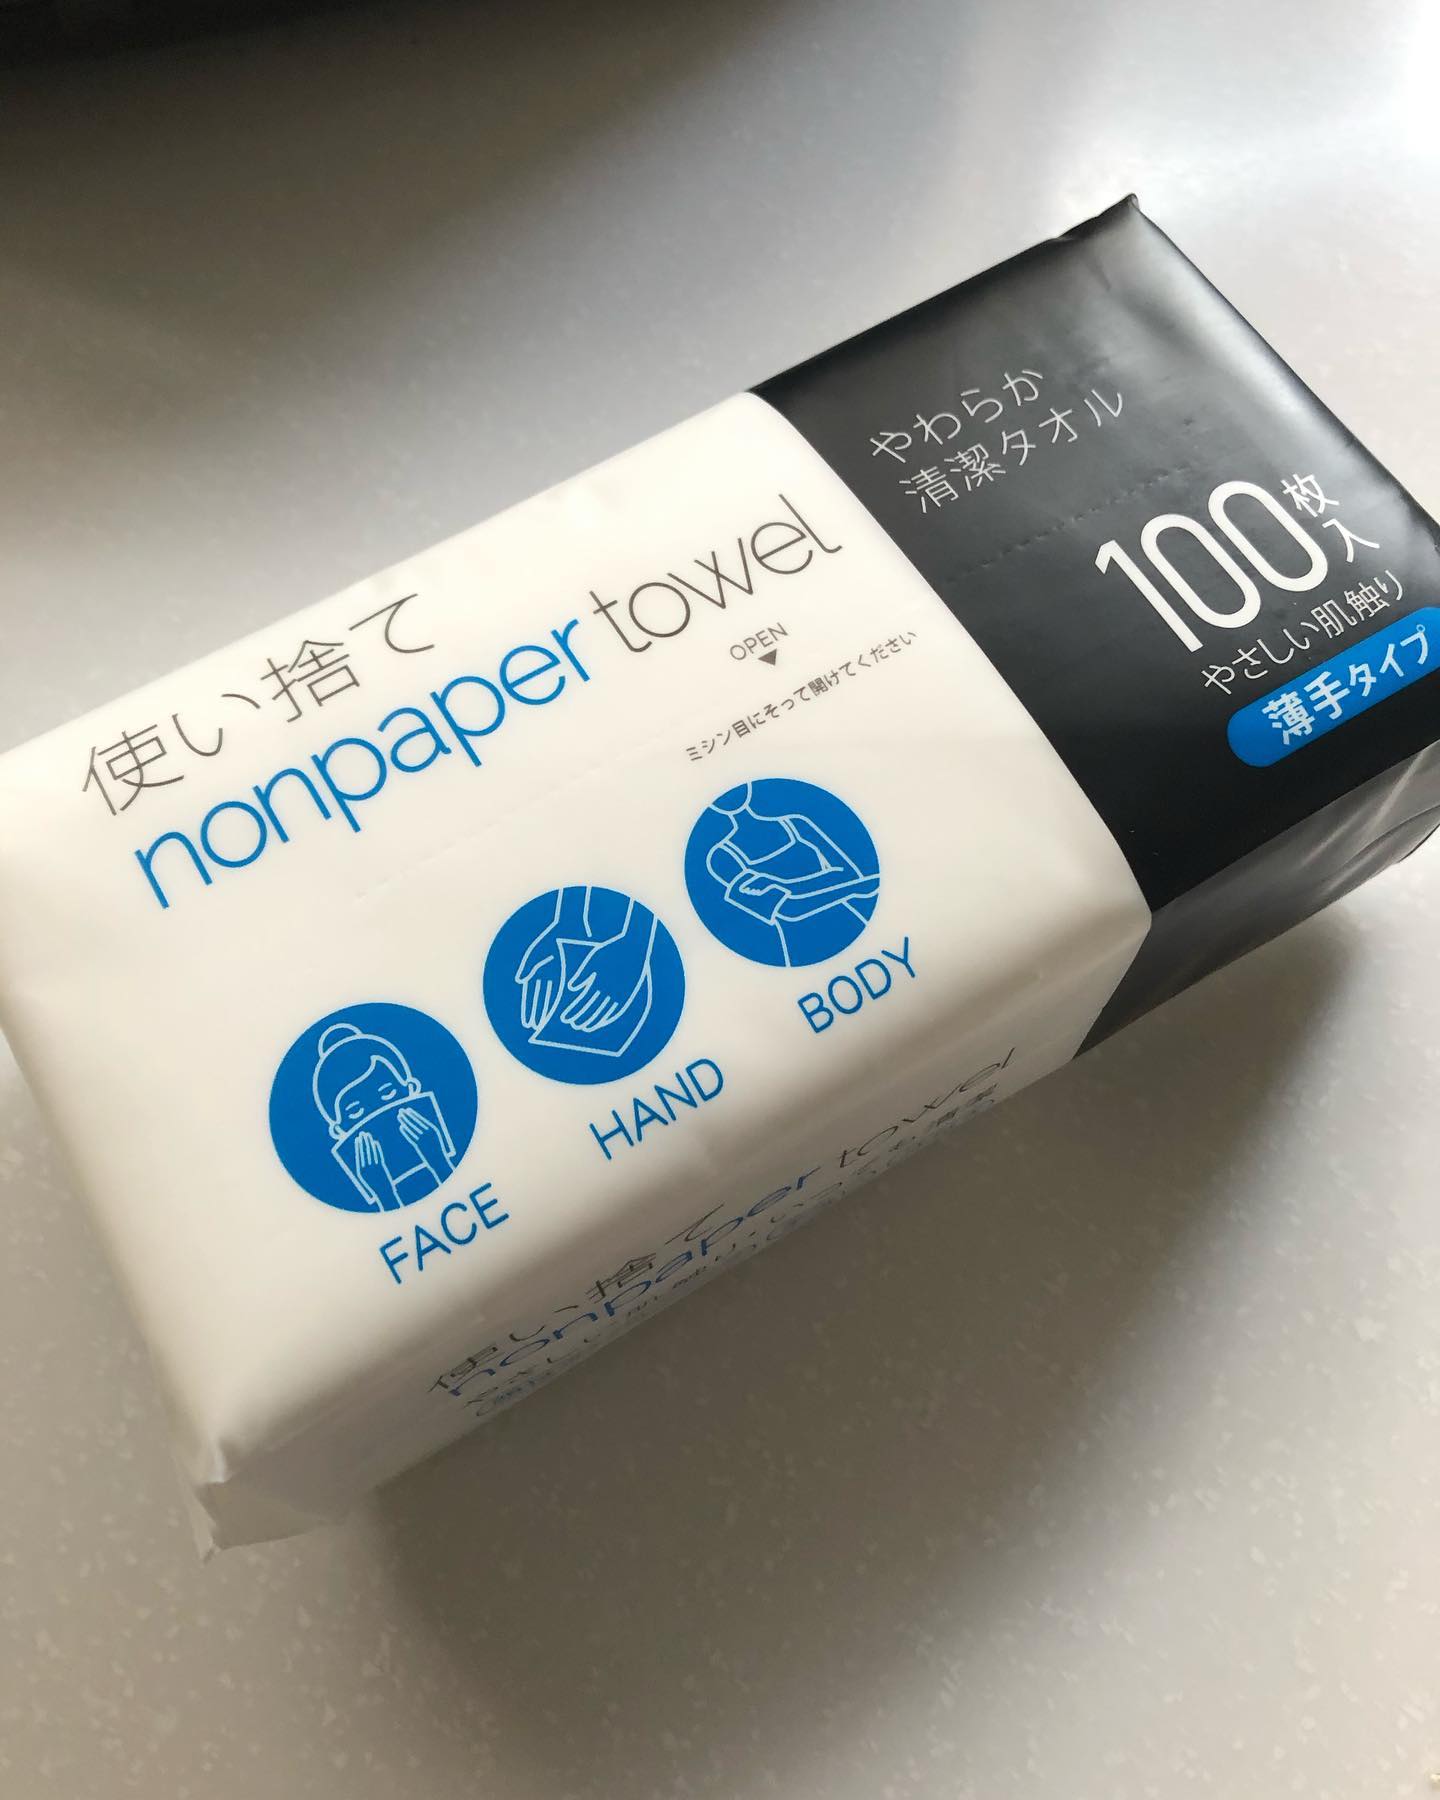 使い捨て
nonpaper towel
OPEN
ミシン目にそって開けてください
FACE
HAND
BODY
やわらか
清潔タオル
100枚入
やさしい肌触り
薄手タイプ
使い捨て
nonpaper towel